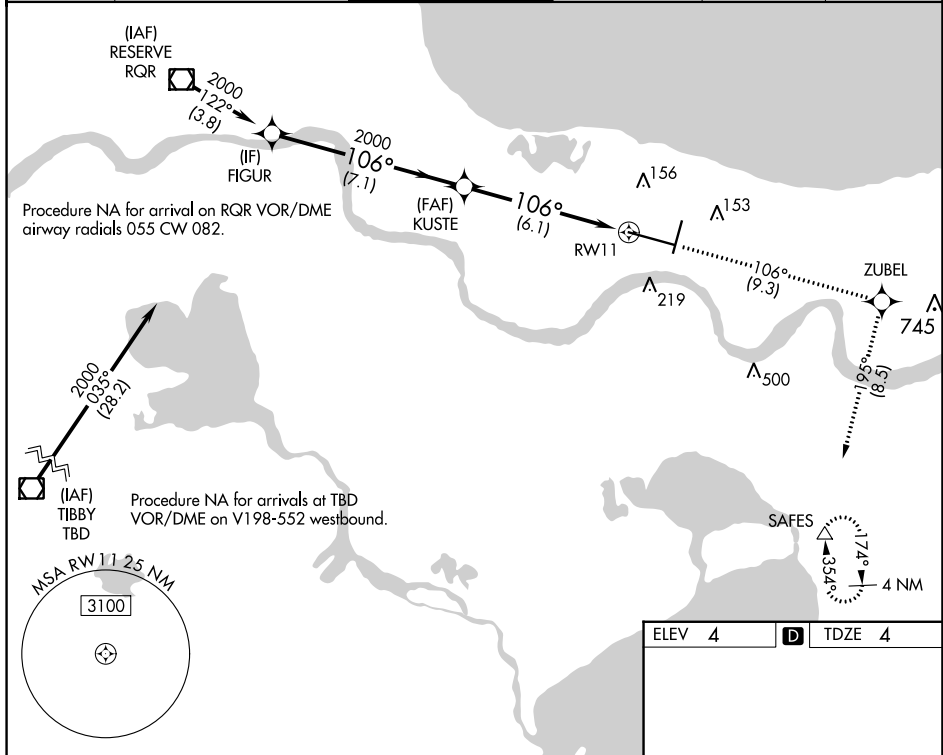 (IAF)
RESERVE
RQR
2000
122°
(3.8)
(IF)
FIGUR
2000
106°
(7.1)
(FAF)
KUSTE
106°
(6.1)
RW11
156
153
219
106°
(9.3)
ZUBEL
745
500
195°
(8.5)
Procedure NA for arrival on RQR VOR/DME
airway radials 055 CW 082.
2000
035°
(28.2)
(IAF)
TIBBY
TBD
Procedure NA for arrivals at TBD
VOR/DME on V198-552 westbound.
SAFES
174°
354°
4 NM
MSA RW 11 25 NM
3100
ELEV 4 D TDZE 4